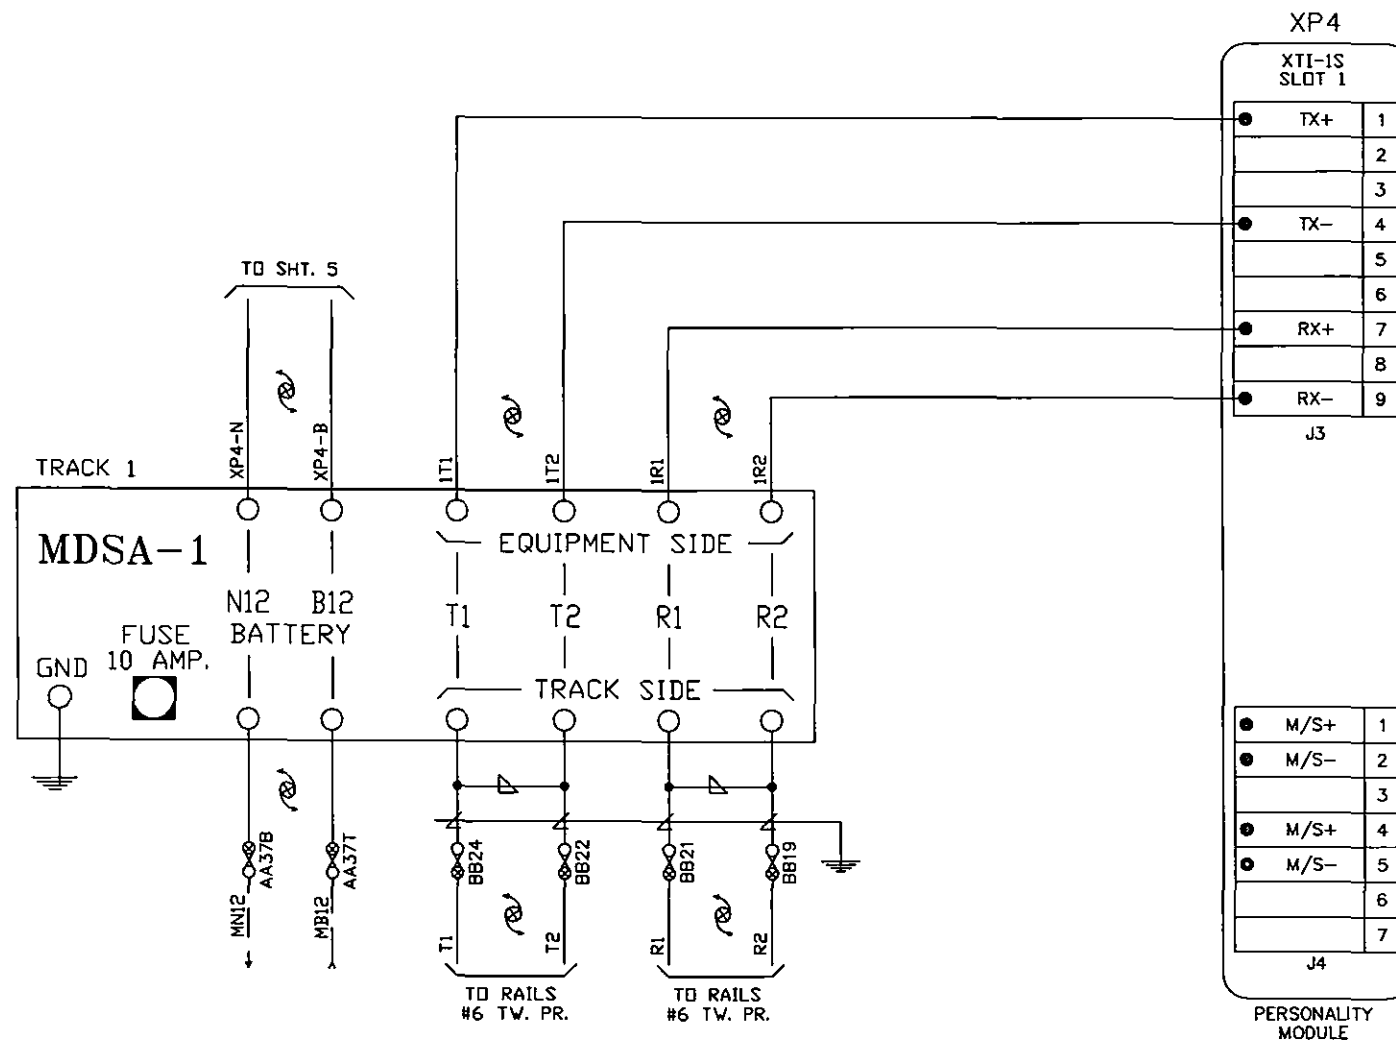 XP4
XTI-1S
SLOT 1
TX+ 1
2
3
TX- 4
5
6
RX+ 7
8
RX- 9
J3
TO SHT. 5
XP4-N
XP4-B
1T1
1T2
1R1
1R2
TRACK 1
MDSA-1
EQUIPMENT SIDE
N12 B12
BATTERY
T1 T2 R1 R2
FUSE
10 AMP.
GND
TRACK SIDE
M/S+ 1
M/S- 2
3
M/S+ 4
M/S- 5
6
7
J4
AA37B
AA37T
BB24
BB22
BB21
BB19
MN12
MB12
T1
T2
R1
R2
TO RAILS
#6 TW. PR.
TO RAILS
#6 TW. PR.
PERSONALITY
MODULE